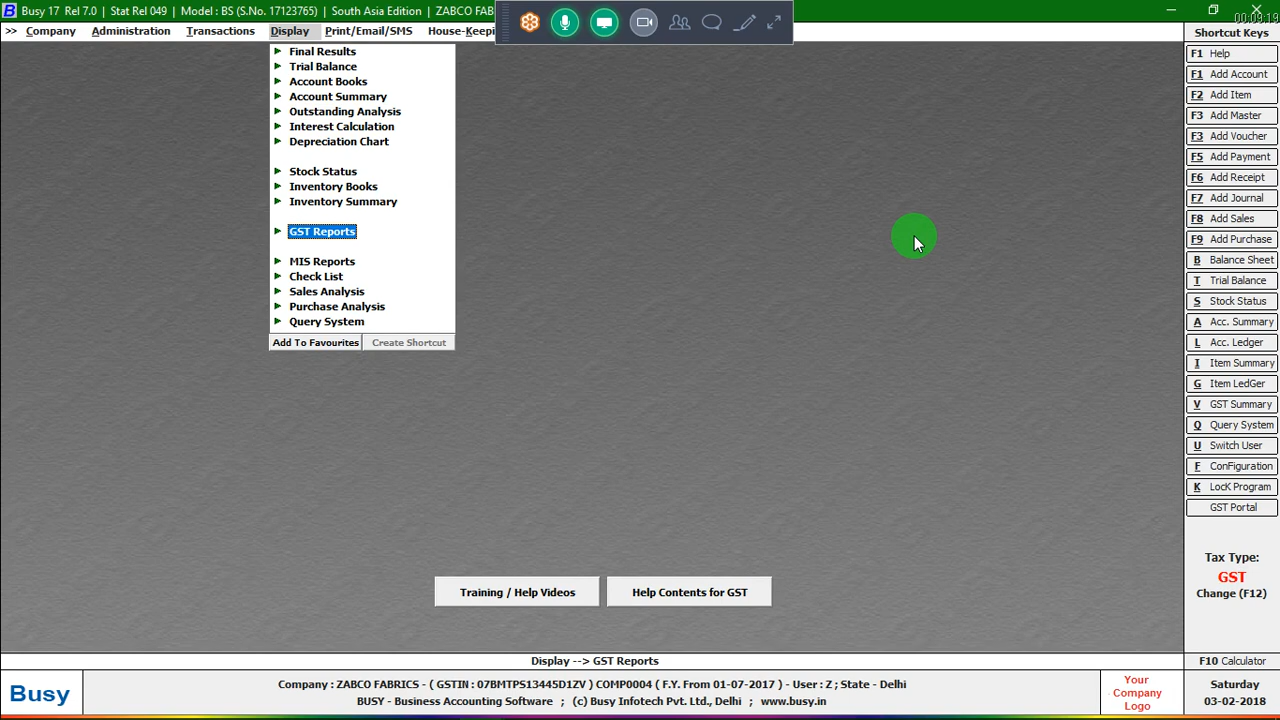 Busy 17 Rel 7.0 | Stat Rel 049 | Model : BS (S.No. 17123765) | South Asia Edition | ZABCO FAB
00:09:19
>> Company Administration Transactions Display Print/Email/SMS House-Keepi
Final Results
Trial Balance
Account Books
Account Summary
Outstanding Analysis
Interest Calculation
Depreciation Chart
Stock Status
Inventory Books
Inventory Summary
GST Reports
MIS Reports
Check List
Sales Analysis
Purchase Analysis
Query System
Add To Favourites Create Shortcut
Shortcut Keys
F1 Help
F1 Add Account
F2 Add Item
F3 Add Master
F3 Add Voucher
F5 Add Payment
F6 Add Receipt
F7 Add Journal
F8 Add Sales
F9 Add Purchase
B Balance Sheet
T Trial Balance
S Stock Status
A Acc. Summary
L Acc. Ledger
I Item Summary
G Item LedGer
V GST Summary
Q Query System
U Switch User
F ConFiguration
K LocK Program
GST Portal
Tax Type:
GST
Change (F12)
Training / Help Videos Help Contents for GST
Display --> GST Reports
F10 Calculator
Busy
Company : ZABCO FABRICS - ( GSTIN : 07BMTPS13445D1ZV ) COMP0004 ( F.Y. From 01-07-2017 ) - User : Z ; State - Delhi
BUSY - Business Accounting Software ; (c) Busy Infotech Pvt. Ltd., Delhi ; www.busy.in
Your
Company
Logo
Saturday
03-02-2018